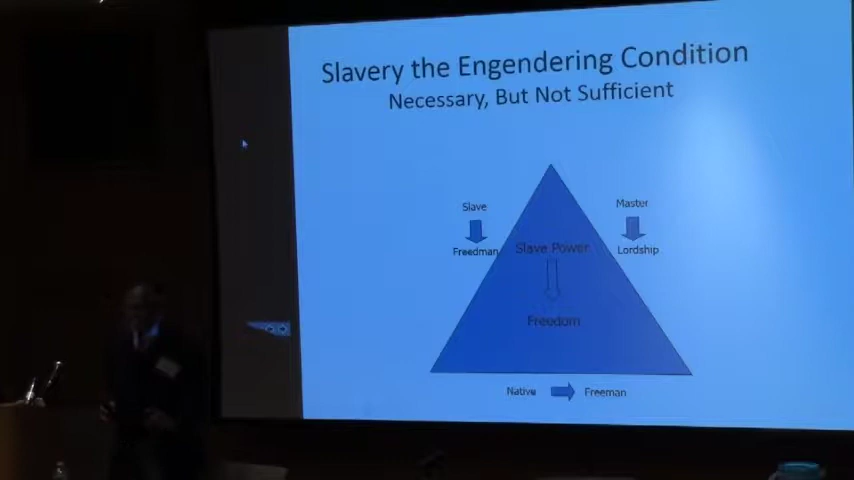 Slavery the Engendering Condition
Necessary, But Not Sufficient
Slave
Master
Freedman
Slave Power
Lordship
Freedom
Native
Freeman